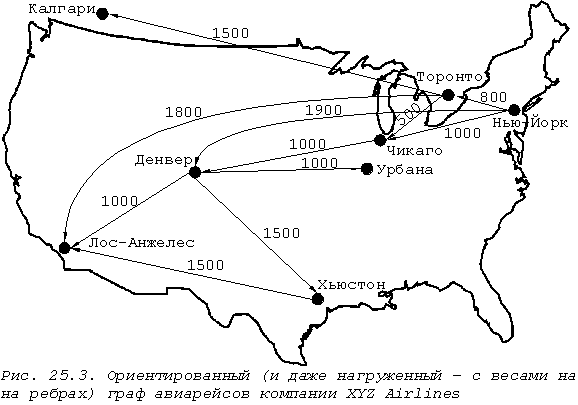 Калгари
1500
Торонто
800
1800
1900
500
Нью-Йорк
1000
1000
Чикаго
Денвер
1000
Урбана
1000
1500
Лос-Анжелес
1500
Хьюстон
Рис. 25.3. Ориентированный (и даже нагруженный – с весами на
на ребрах) граф авиарейсов компании XYZ Airlines